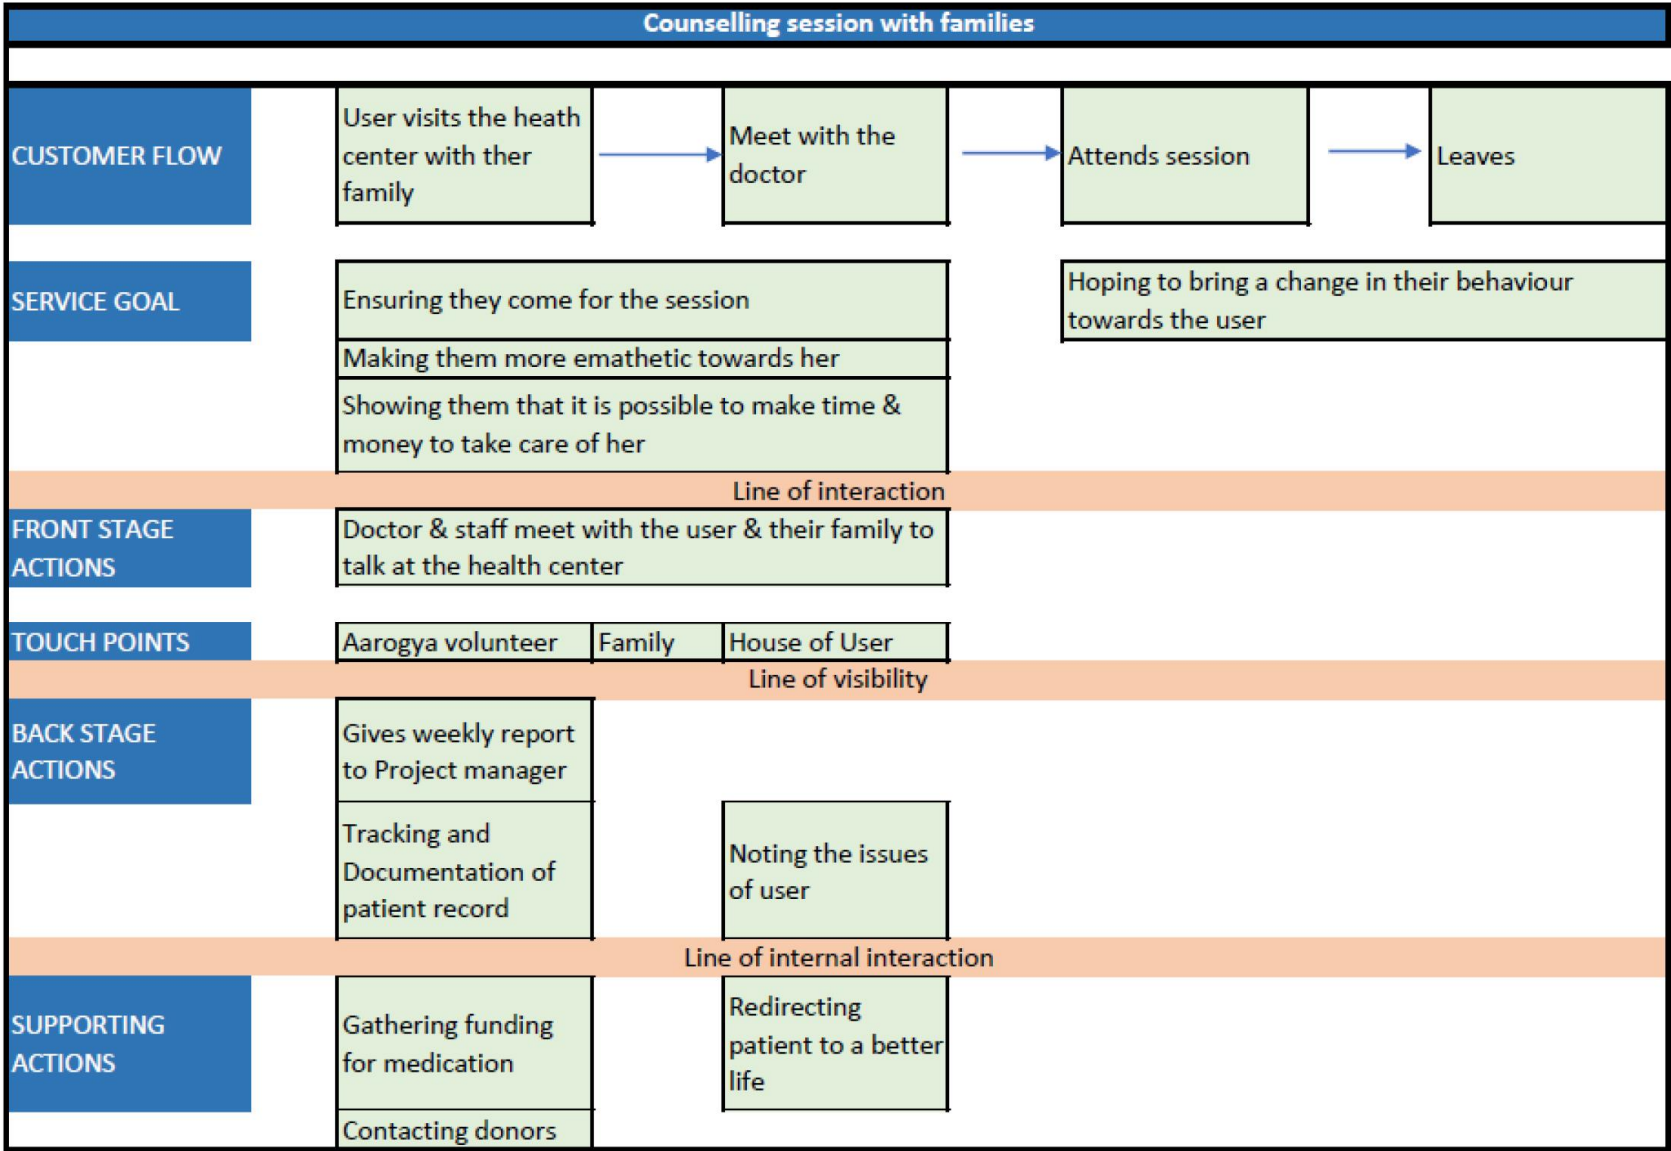 Counselling session with families
CUSTOMER FLOW
User visits the heath
center with ther
family
Meet with the
doctor
Attends session
Leaves
SERVICE GOAL
Ensuring they come for the session
Hoping to bring a change in their behaviour
towards the user
Making them more emathetic towards her
Showing them that it is possible to make time &
money to take care of her
Line of interaction
FRONT STAGE
ACTIONS
Doctor & staff meet with the user & their family to
talk at the health center
TOUCH POINTS
Aarogya volunteer
Family
House of User
Line of visibility
BACK STAGE
ACTIONS
Gives weekly report
to Project manager
Tracking and
Documentation of
patient record
Noting the issues
of user
Line of internal interaction
SUPPORTING
ACTIONS
Gathering funding
for medication
Redirecting
patient to a better
life
Contacting donors